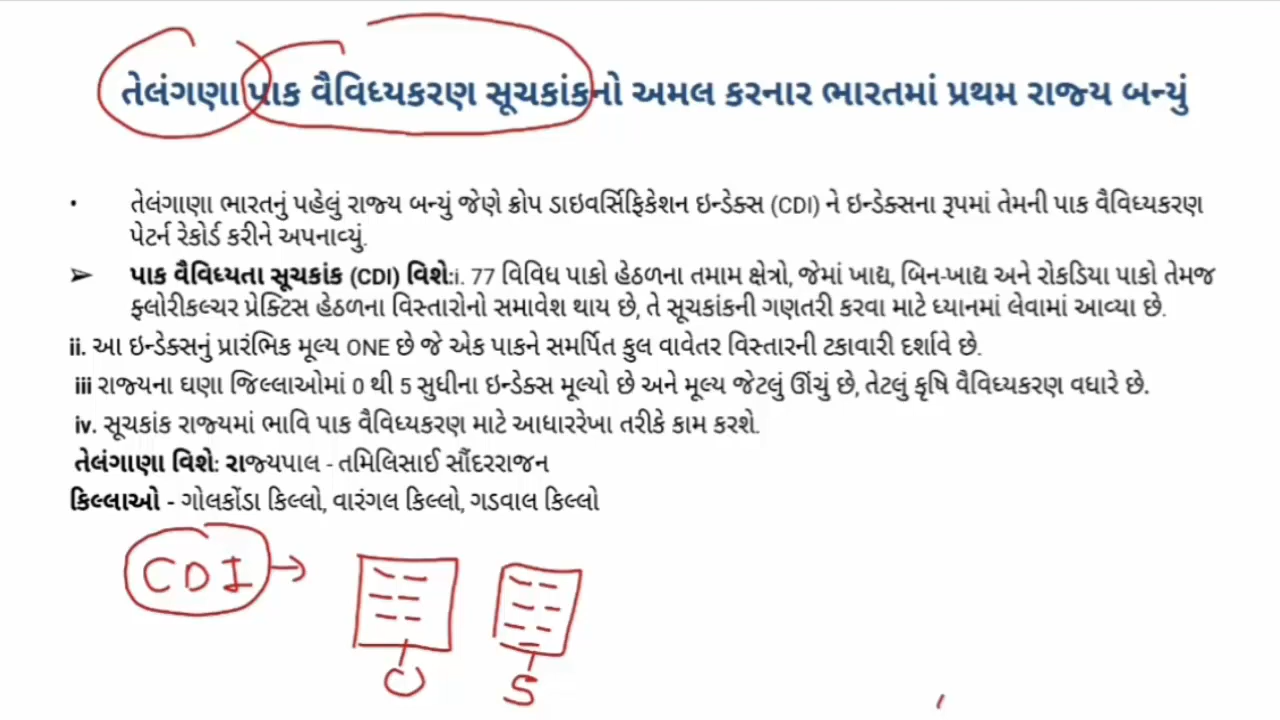 તેલંગણા પાક વૈવિધ્યકરણ સૂચકાંકનો અમલ કરનાર ભારતમાં પ્રથમ રાજ્ય બન્યું
• તેલંગાણા ભારતનું પહેલું રાજ્ય બન્યું જેણે ક્રોપ ડાઇવર્સિફિકેશન ઇન્ડેક્સ (CDI) ને ઇન્ડેક્સના રૂપમાં તેમની પાક વૈવિધ્યકરણ
પેટર્ન રેકોર્ડ કરીને અપનાવ્યું.
➢ પાક વૈવિધ્યતા સૂચકાંક (CDI) વિશે:i. 77 વિવિધ પાકો હેઠળના તમામ ક્ષેત્રો, જેમાં ખાદ્ય, બિન-ખાદ્ય અને રોકડિયા પાકો તેમજ
ફ્લોરીકલ્ચર પ્રેક્ટિસ હેઠળના વિસ્તારોનો સમાવેશ થાય છે, તે સૂચકાંકની ગણતરી કરવા માટે ધ્યાનમાં લેવામાં આવ્યા છે.
ii. આ ઇન્ડેક્સનું પ્રારંભિક મૂલ્ય ONE છે જે એક પાકને સમર્પિત કુલ વાવેતર વિસ્તારની ટકાવારી દર્શાવે છે.
iii રાજ્યના ઘણા જિલ્લાઓમાં 0 થી 5 સુધીના ઇન્ડેક્સ મૂલ્યો છે અને મૂલ્ય જેટલું ઊંચું છે, તેટલું કૃષિ વૈવિધ્યકરણ વધારે છે.
iv. સૂચકાંક રાજ્યમાં ભાવિ પાક વૈવિધ્યકરણ માટે આધારરેખા તરીકે કામ કરશે.
તેલંગાણા વિશે: રાજ્યપાલ - તમિલિસાઈ સૌંદરરાજન
કિલ્લાઓ - ગોલકોંડા કિલ્લો, વારંગલ કિલ્લો, ગડવાલ કિલ્લો
CDI
U S